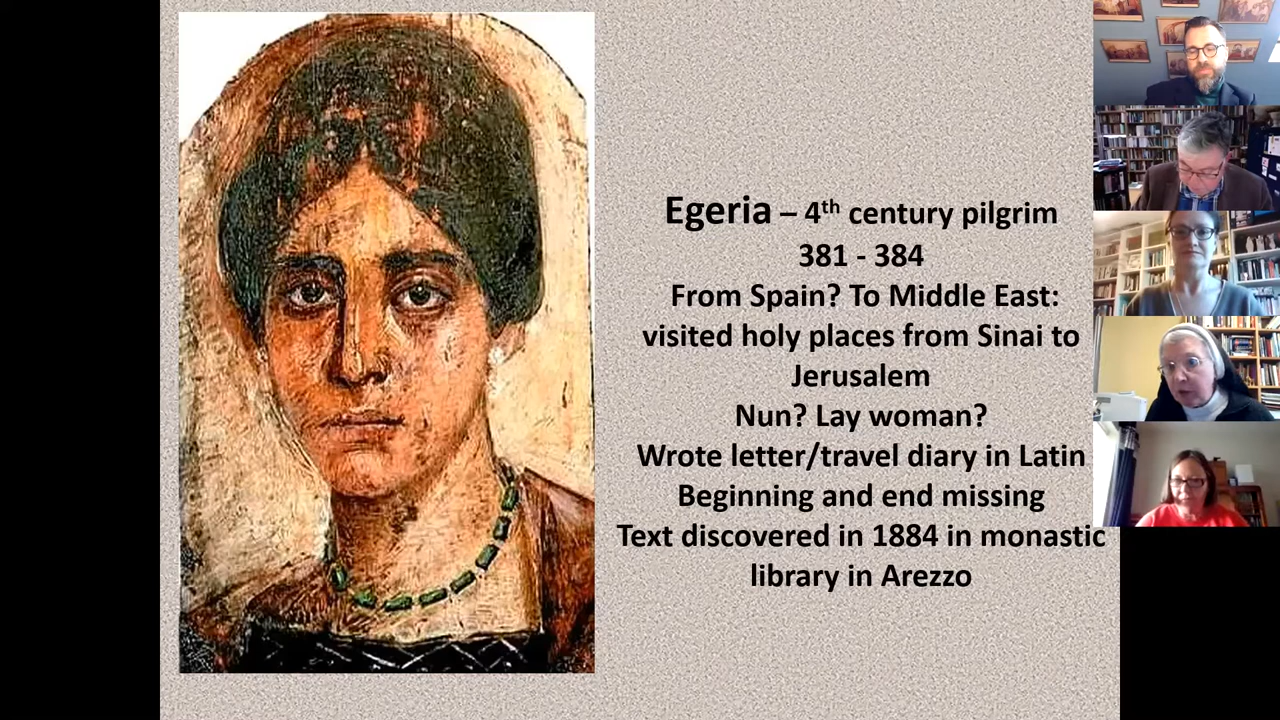 Egeria – 4th century pilgrim
381 - 384
From Spain? To Middle East:
visited holy places from Sinai to
Jerusalem
Nun? Lay woman?
Wrote letter/travel diary in Latin
Beginning and end missing
Text discovered in 1884 in monastic
library in Arezzo